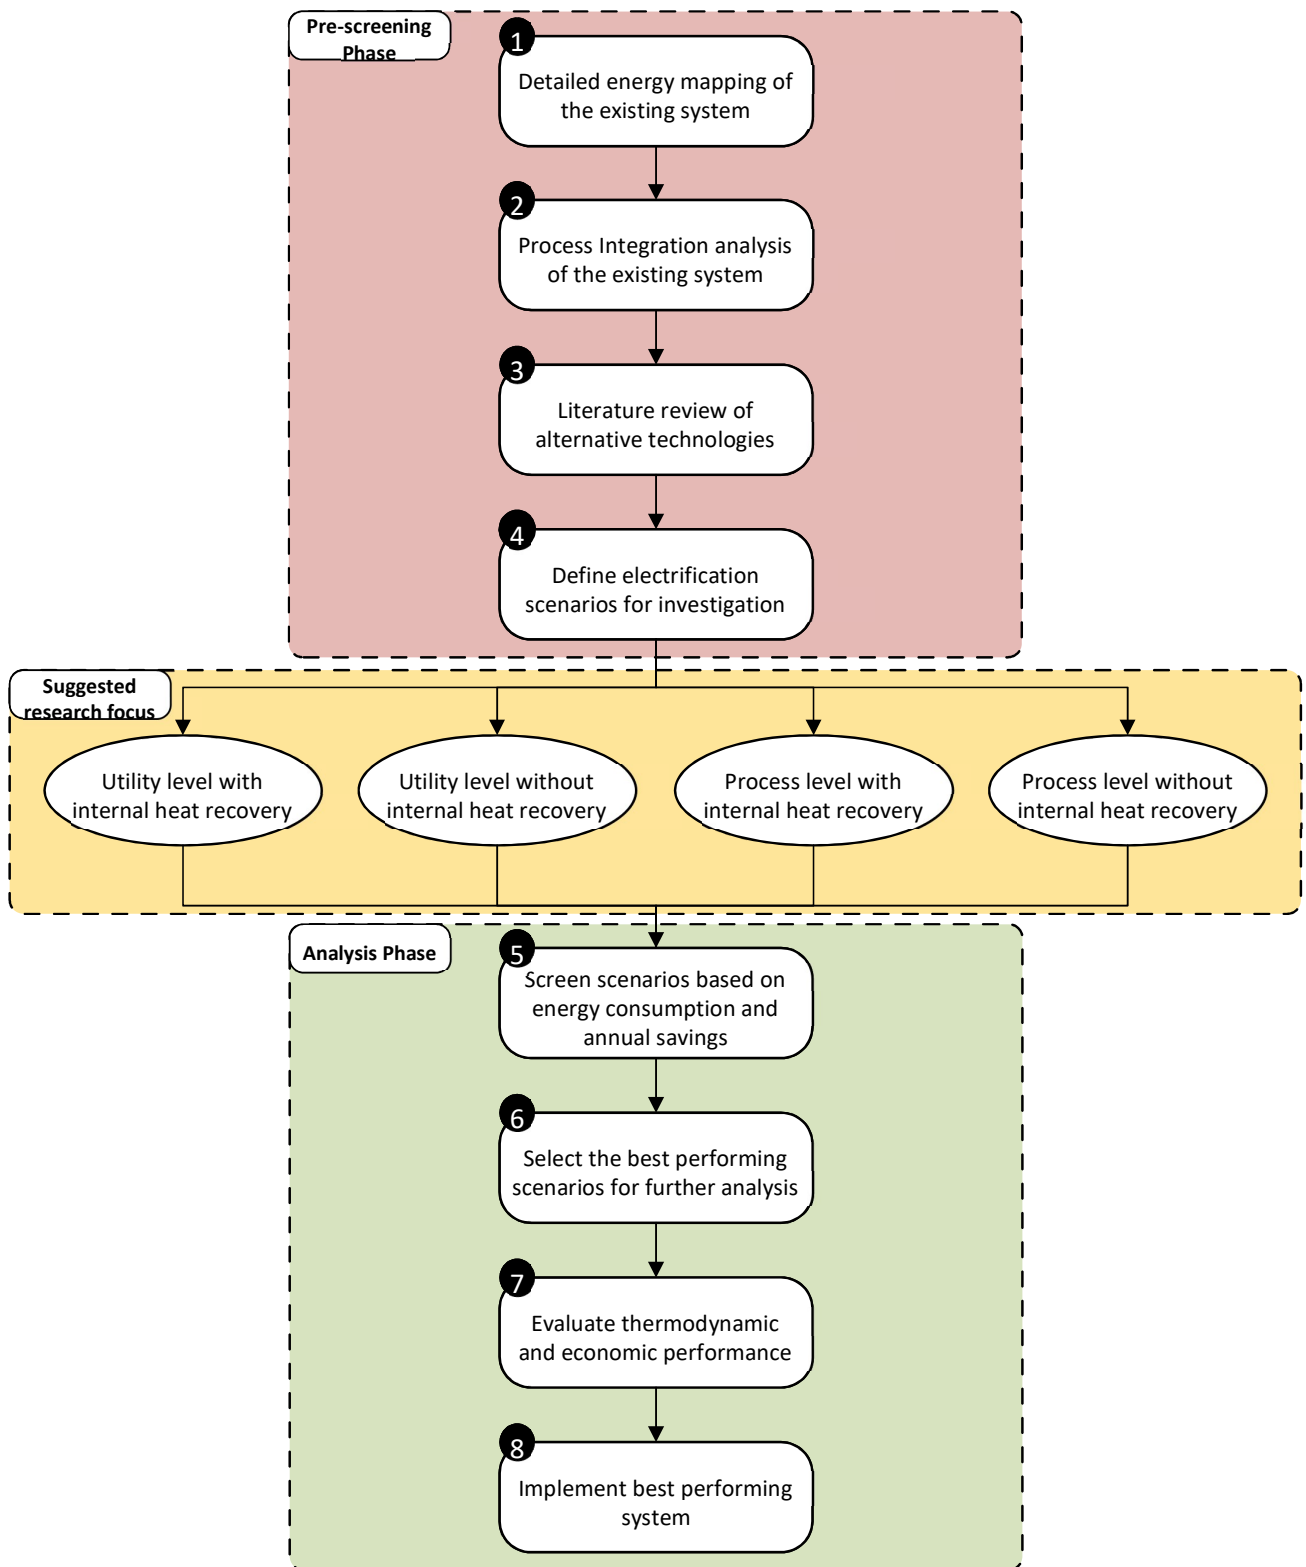 Pre-screening
Phase
1
Detailed energy mapping of
the existing system
2
Process Integration analysis
of the existing system
3
Literature review of
alternative technologies
4
Define electrification
scenarios for investigation
Suggested
research focus
Utility level with
internal heat recovery
Utility level without
internal heat recovery
Process level with
internal heat recovery
Process level without
internal heat recovery
Analysis Phase
5
Screen scenarios based on
energy consumption and
annual savings
6
Select the best performing
scenarios for further analysis
7
Evaluate thermodynamic
and economic performance
8
Implement best performing
system